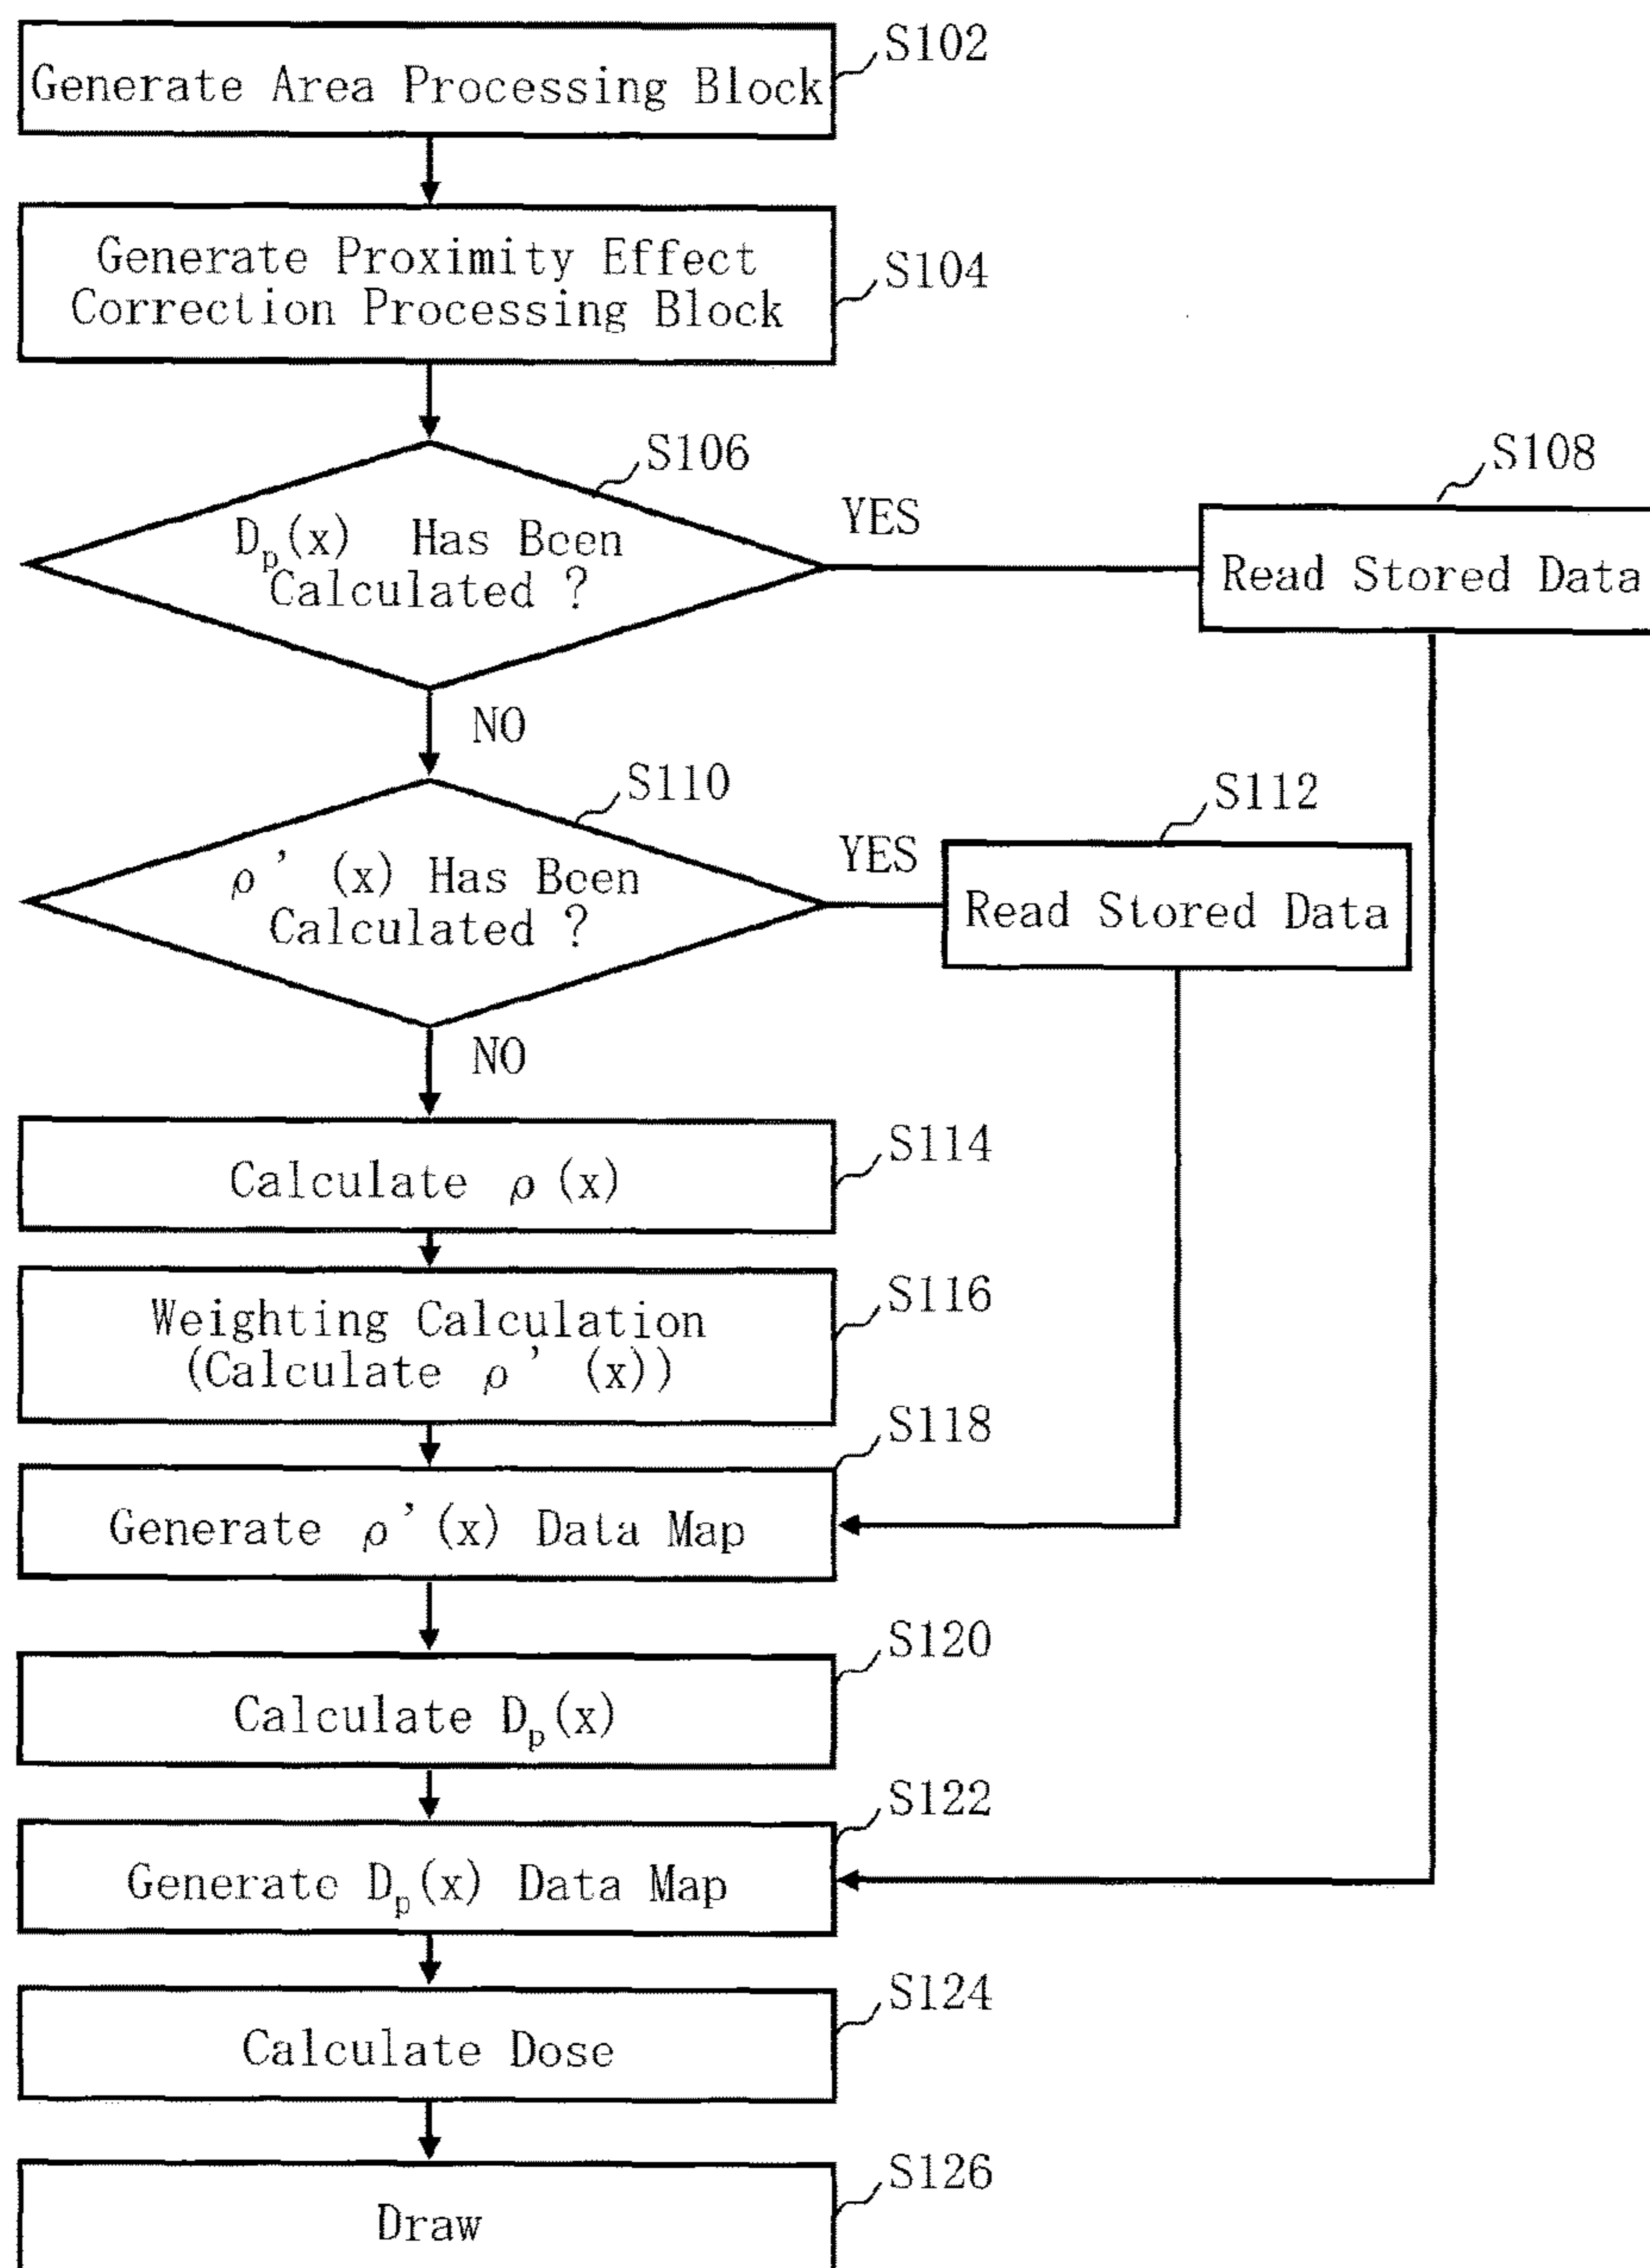 S102
Generate Area Processing Block
Generate Proximity Effect
Correction Processing Block
S104
S106
Dp(x) Has Been
Calculated ?
YES
S108
Read Stored Data
NO
S110
ρ'(x) Has Been
Calculated ?
YES
S112
Read Stored Data
NO
S114
Calculate ρ(x)
S116
Weighting Calculation
(Calculate ρ'(x))
S118
Generate ρ'(x) Data Map
S120
Calculate Dp(x)
S122
Generate Dp(x) Data Map
S124
Calculate Dose
S126
Draw